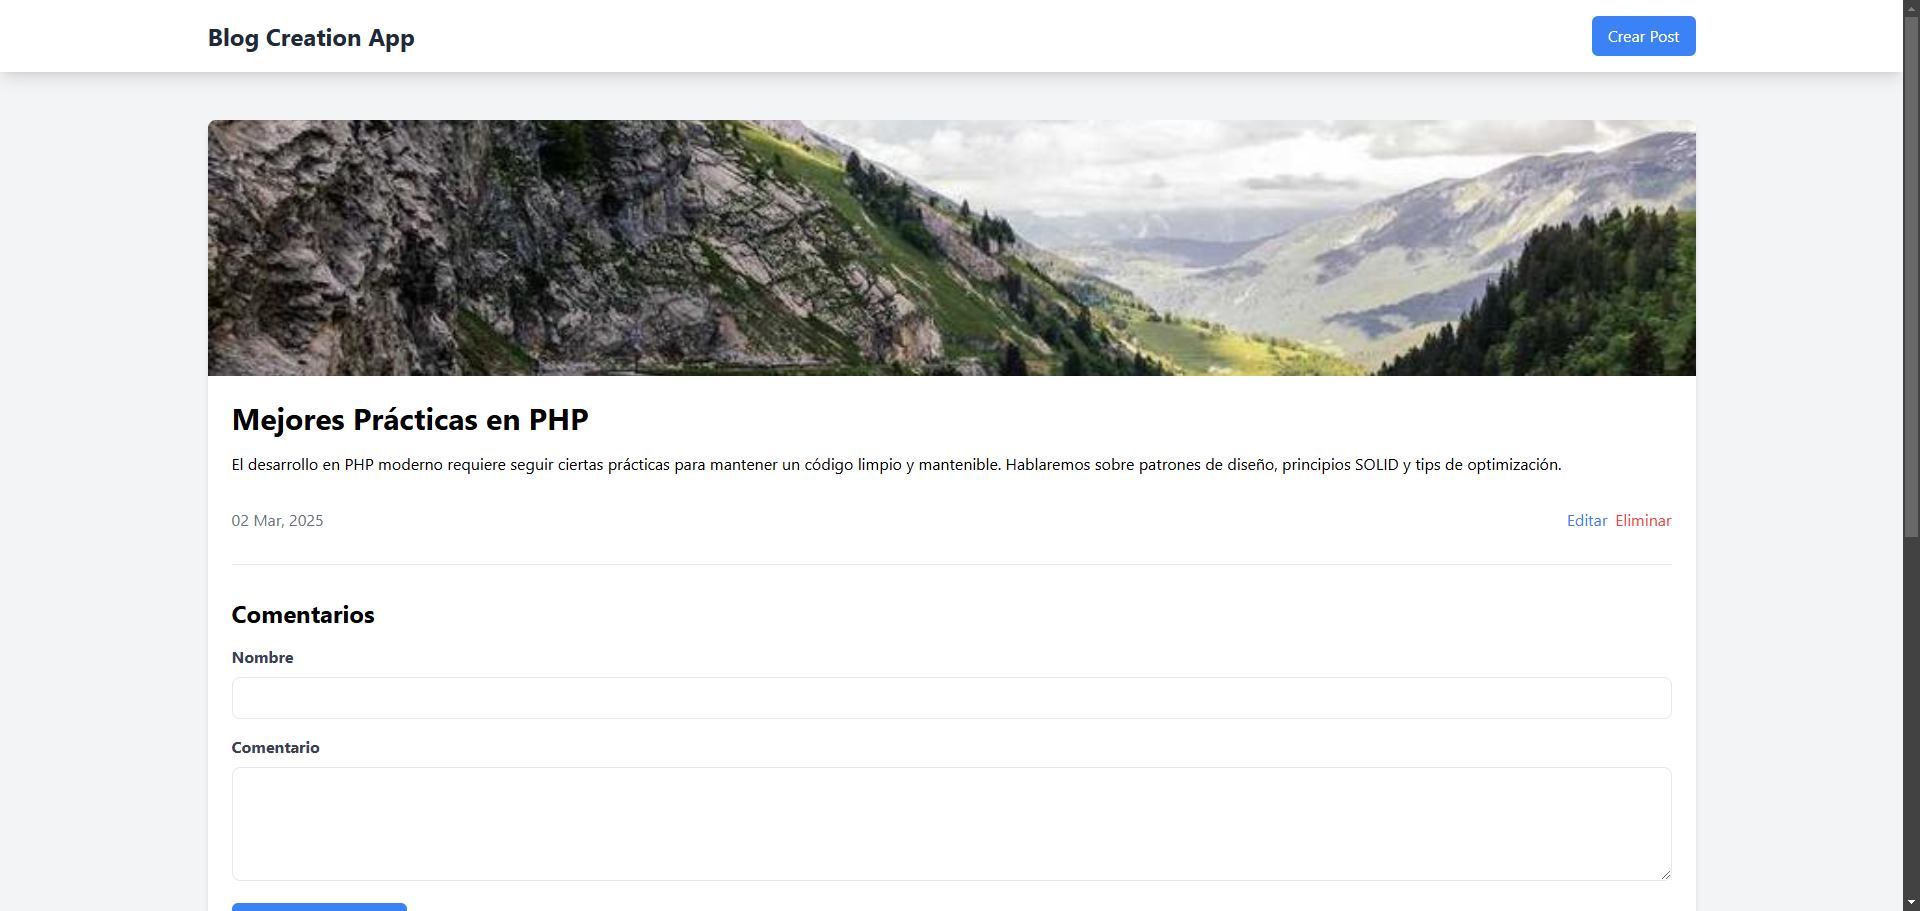 Blog Creation App
Crear Post
Mejores Prácticas en PHP
El desarrollo en PHP moderno requiere seguir ciertas prácticas para mantener un código limpio y mantenible. Hablaremos sobre patrones de diseño, principios SOLID y tips de optimización.
02 Mar, 2025
Editar Eliminar
Comentarios
Nombre
Comentario